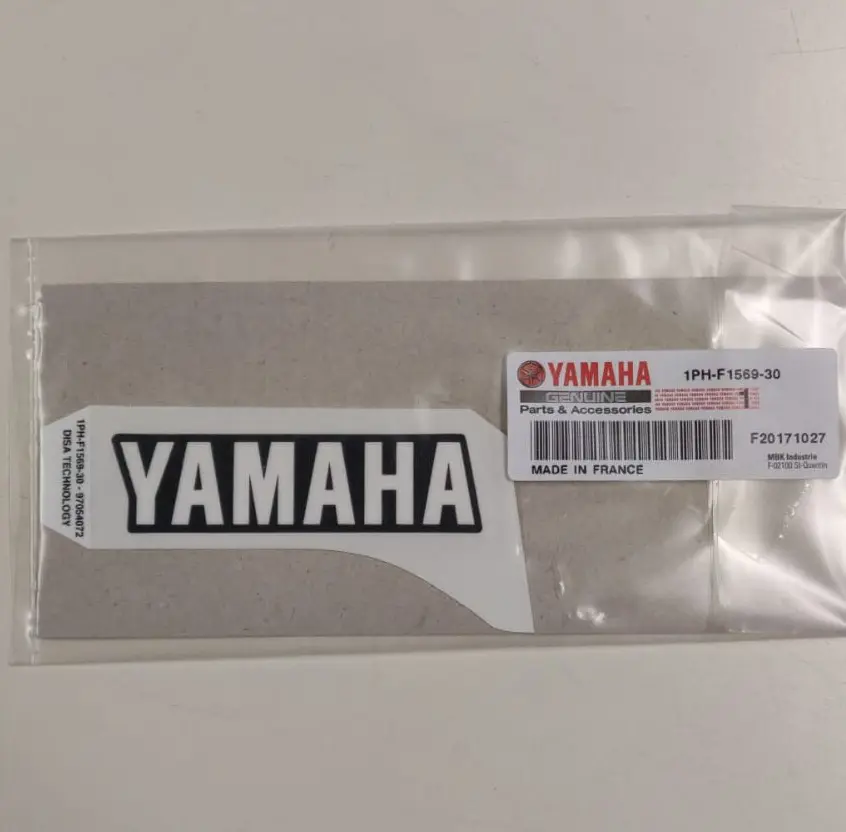 YAMAHA
1PH-F1569-30
GENUINE
Parts & Accessories
1
F20171027
MADE IN FRANCE
MBK Industrie
F-02100 St-Quentin
1PH-F1569-30 - 97054072
DISA TECHNOLOGY
YAMAHA